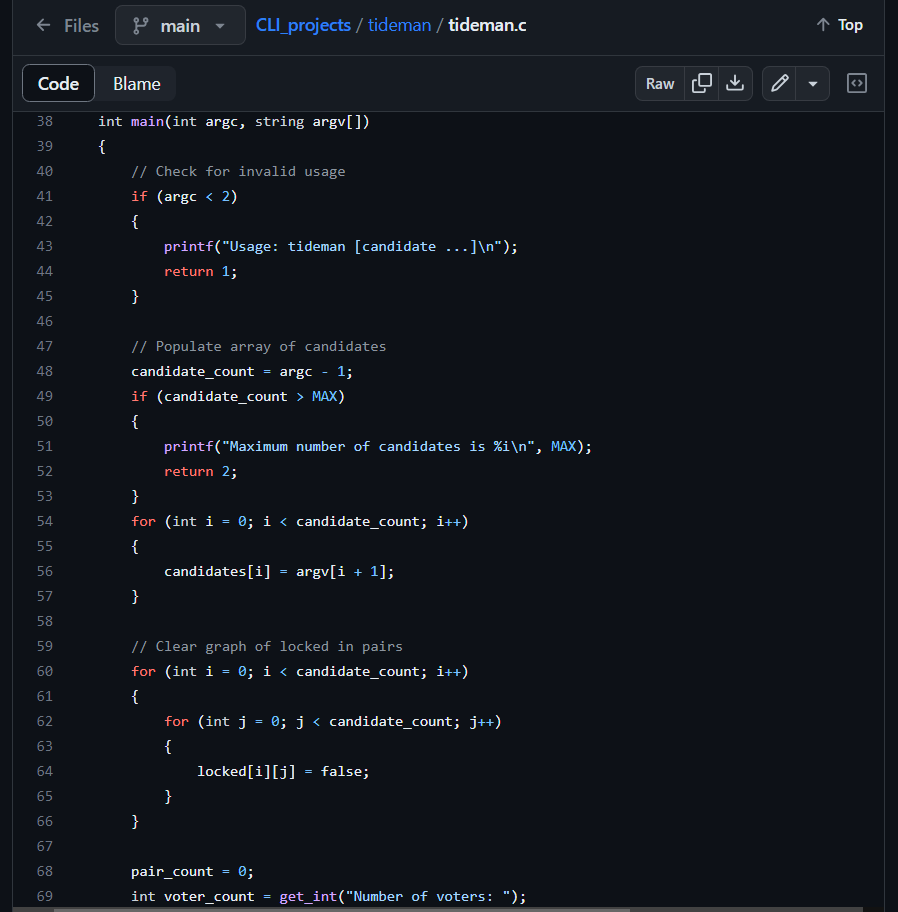 Files main CLI_projects / tideman / tideman.c Top
Code Blame Raw
38 int main(int argc, string argv[])
39 {
40     // Check for invalid usage
41     if (argc < 2)
42     {
43         printf("Usage: tideman [candidate ...]\n");
44         return 1;
45     }
46
47     // Populate array of candidates
48     candidate_count = argc - 1;
49     if (candidate_count > MAX)
50     {
51         printf("Maximum number of candidates is %i\n", MAX);
52         return 2;
53     }
54     for (int i = 0; i < candidate_count; i++)
55     {
56         candidates[i] = argv[i + 1];
57     }
58
59     // Clear graph of locked in pairs
60     for (int i = 0; i < candidate_count; i++)
61     {
62         for (int j = 0; j < candidate_count; j++)
63         {
64             locked[i][j] = false;
65         }
66     }
67
68     pair_count = 0;
69     int voter_count = get_int("Number of voters: ");